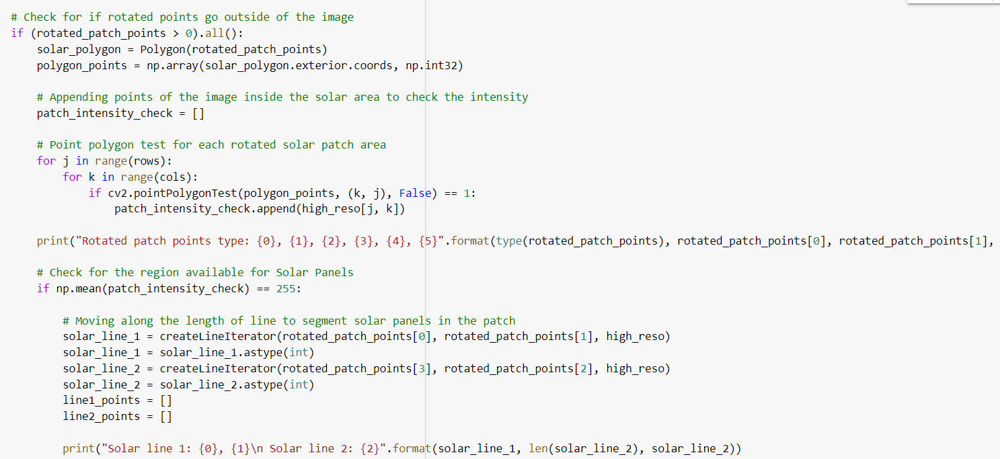 # Check for if rotated points go outside of the image
if (rotated_patch_points > 0).all():
    solar_polygon = Polygon(rotated_patch_points)
    polygon_points = np.array(solar_polygon.exterior.coords, np.int32)

    # Appending points of the image inside the solar area to check the intensity
    patch_intensity_check = []

    # Point polygon test for each rotated solar patch area
    for j in range(rows):
        for k in range(cols):
            if cv2.pointPolygonTest(polygon_points, (k, j), False) == 1:
                patch_intensity_check.append(high_reso[j, k])

    print("Rotated patch points type: {0}, {1}, {2}, {3}, {4}, {5}".format(type(rotated_patch_points), rotated_patch_points[0], rotated_patch_points[1],

    # Check for the region available for Solar Panels
    if np.mean(patch_intensity_check) == 255:

        # Moving along the length of line to segment solar panels in the patch
        solar_line_1 = createLineIterator(rotated_patch_points[0], rotated_patch_points[1], high_reso)
        solar_line_1 = solar_line_1.astype(int)
        solar_line_2 = createLineIterator(rotated_patch_points[3], rotated_patch_points[2], high_reso)
        solar_line_2 = solar_line_2.astype(int)
        line1_points = []
        line2_points = []

        print("Solar line 1: {0}, {1}\n Solar line 2: {2}".format(solar_line_1, len(solar_line_2), solar_line_2))